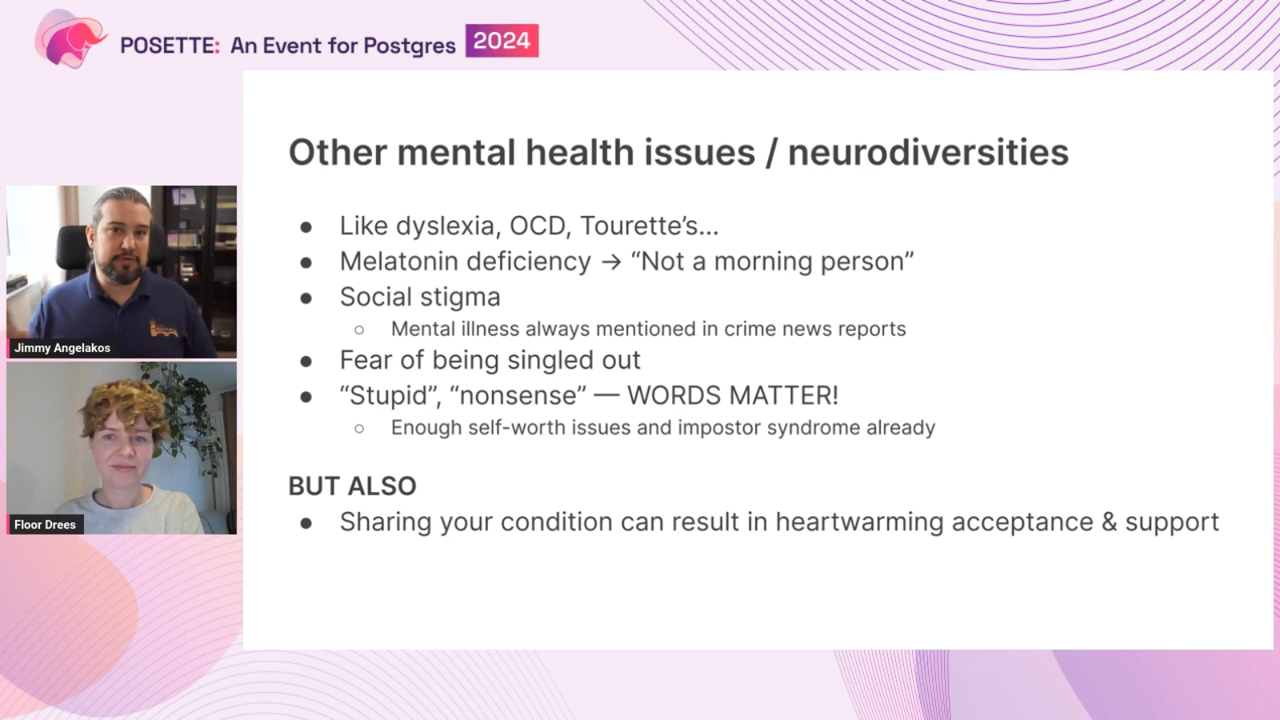 POSETTE: An Event for Postgres 2024
Other mental health issues / neurodiversities
● Like dyslexia, OCD, Tourette’s...
● Melatonin deficiency → “Not a morning person”
● Social stigma
○ Mental illness always mentioned in crime news reports
● Fear of being singled out
● “Stupid”, “nonsense” — WORDS MATTER!
○ Enough self-worth issues and impostor syndrome already
BUT ALSO
● Sharing your condition can result in heartwarming acceptance & support
Jimmy Angelakos
Floor Drees